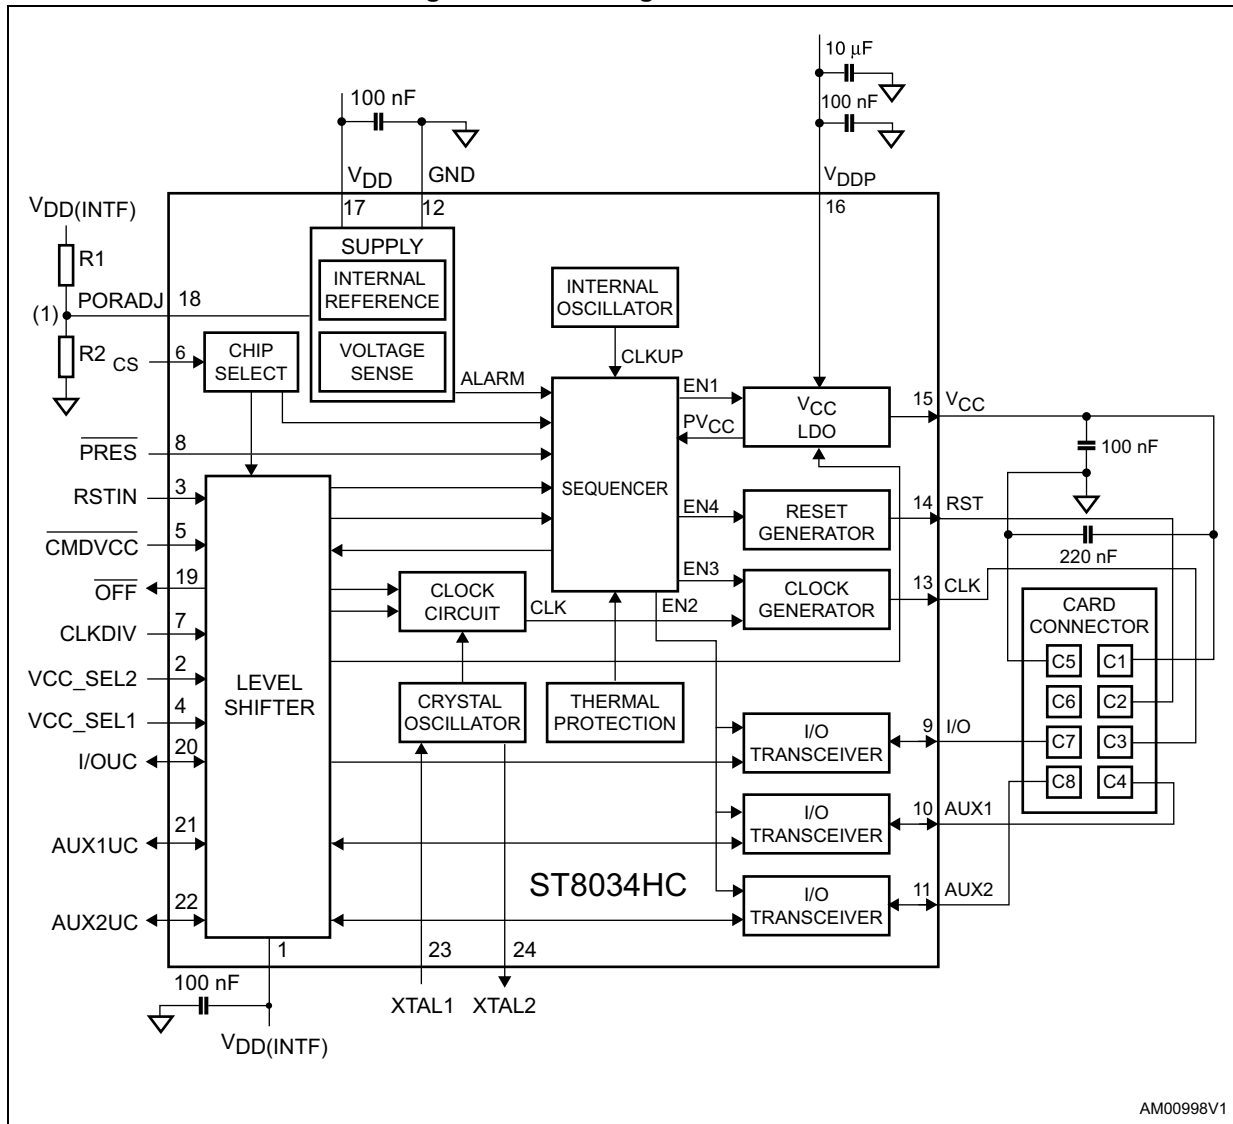 10 µF
100 nF
100 nF
VDD
GND
VDDP
17
12
16
VDD(INTF)
R1
(1)
PORADJ
18
R2
SUPPLY
INTERNAL
REFERENCE
VOLTAGE
SENSE
INTERNAL
OSCILLATOR
CS
6
CHIP
SELECT
ALARM
CLKUP
EN1
PVCC
VCC
LDO
15
VCC
100 nF
PRES
8
RSTIN
3
CMDVCC
5
OFF
19
CLKDIV
7
VCC_SEL2
2
VCC_SEL1
4
I/OUC
20
AUX1UC
21
AUX2UC
22
LEVEL
SHIFTER
SEQUENCER
EN4
RESET
GENERATOR
14
RST
220 nF
EN3
EN2
CLOCK
CIRCUIT
CLK
CLOCK
GENERATOR
13
CLK
CARD
CONNECTOR
C5
C1
C6
C2
C7
C3
C8
C4
CRYSTAL
OSCILLATOR
THERMAL
PROTECTION
I/O
TRANSCEIVER
9
I/O
I/O
TRANSCEIVER
10
AUX1
I/O
TRANSCEIVER
11
AUX2
ST8034HC
1
23
24
100 nF
VDD(INTF)
XTAL1
XTAL2
AM00998V1